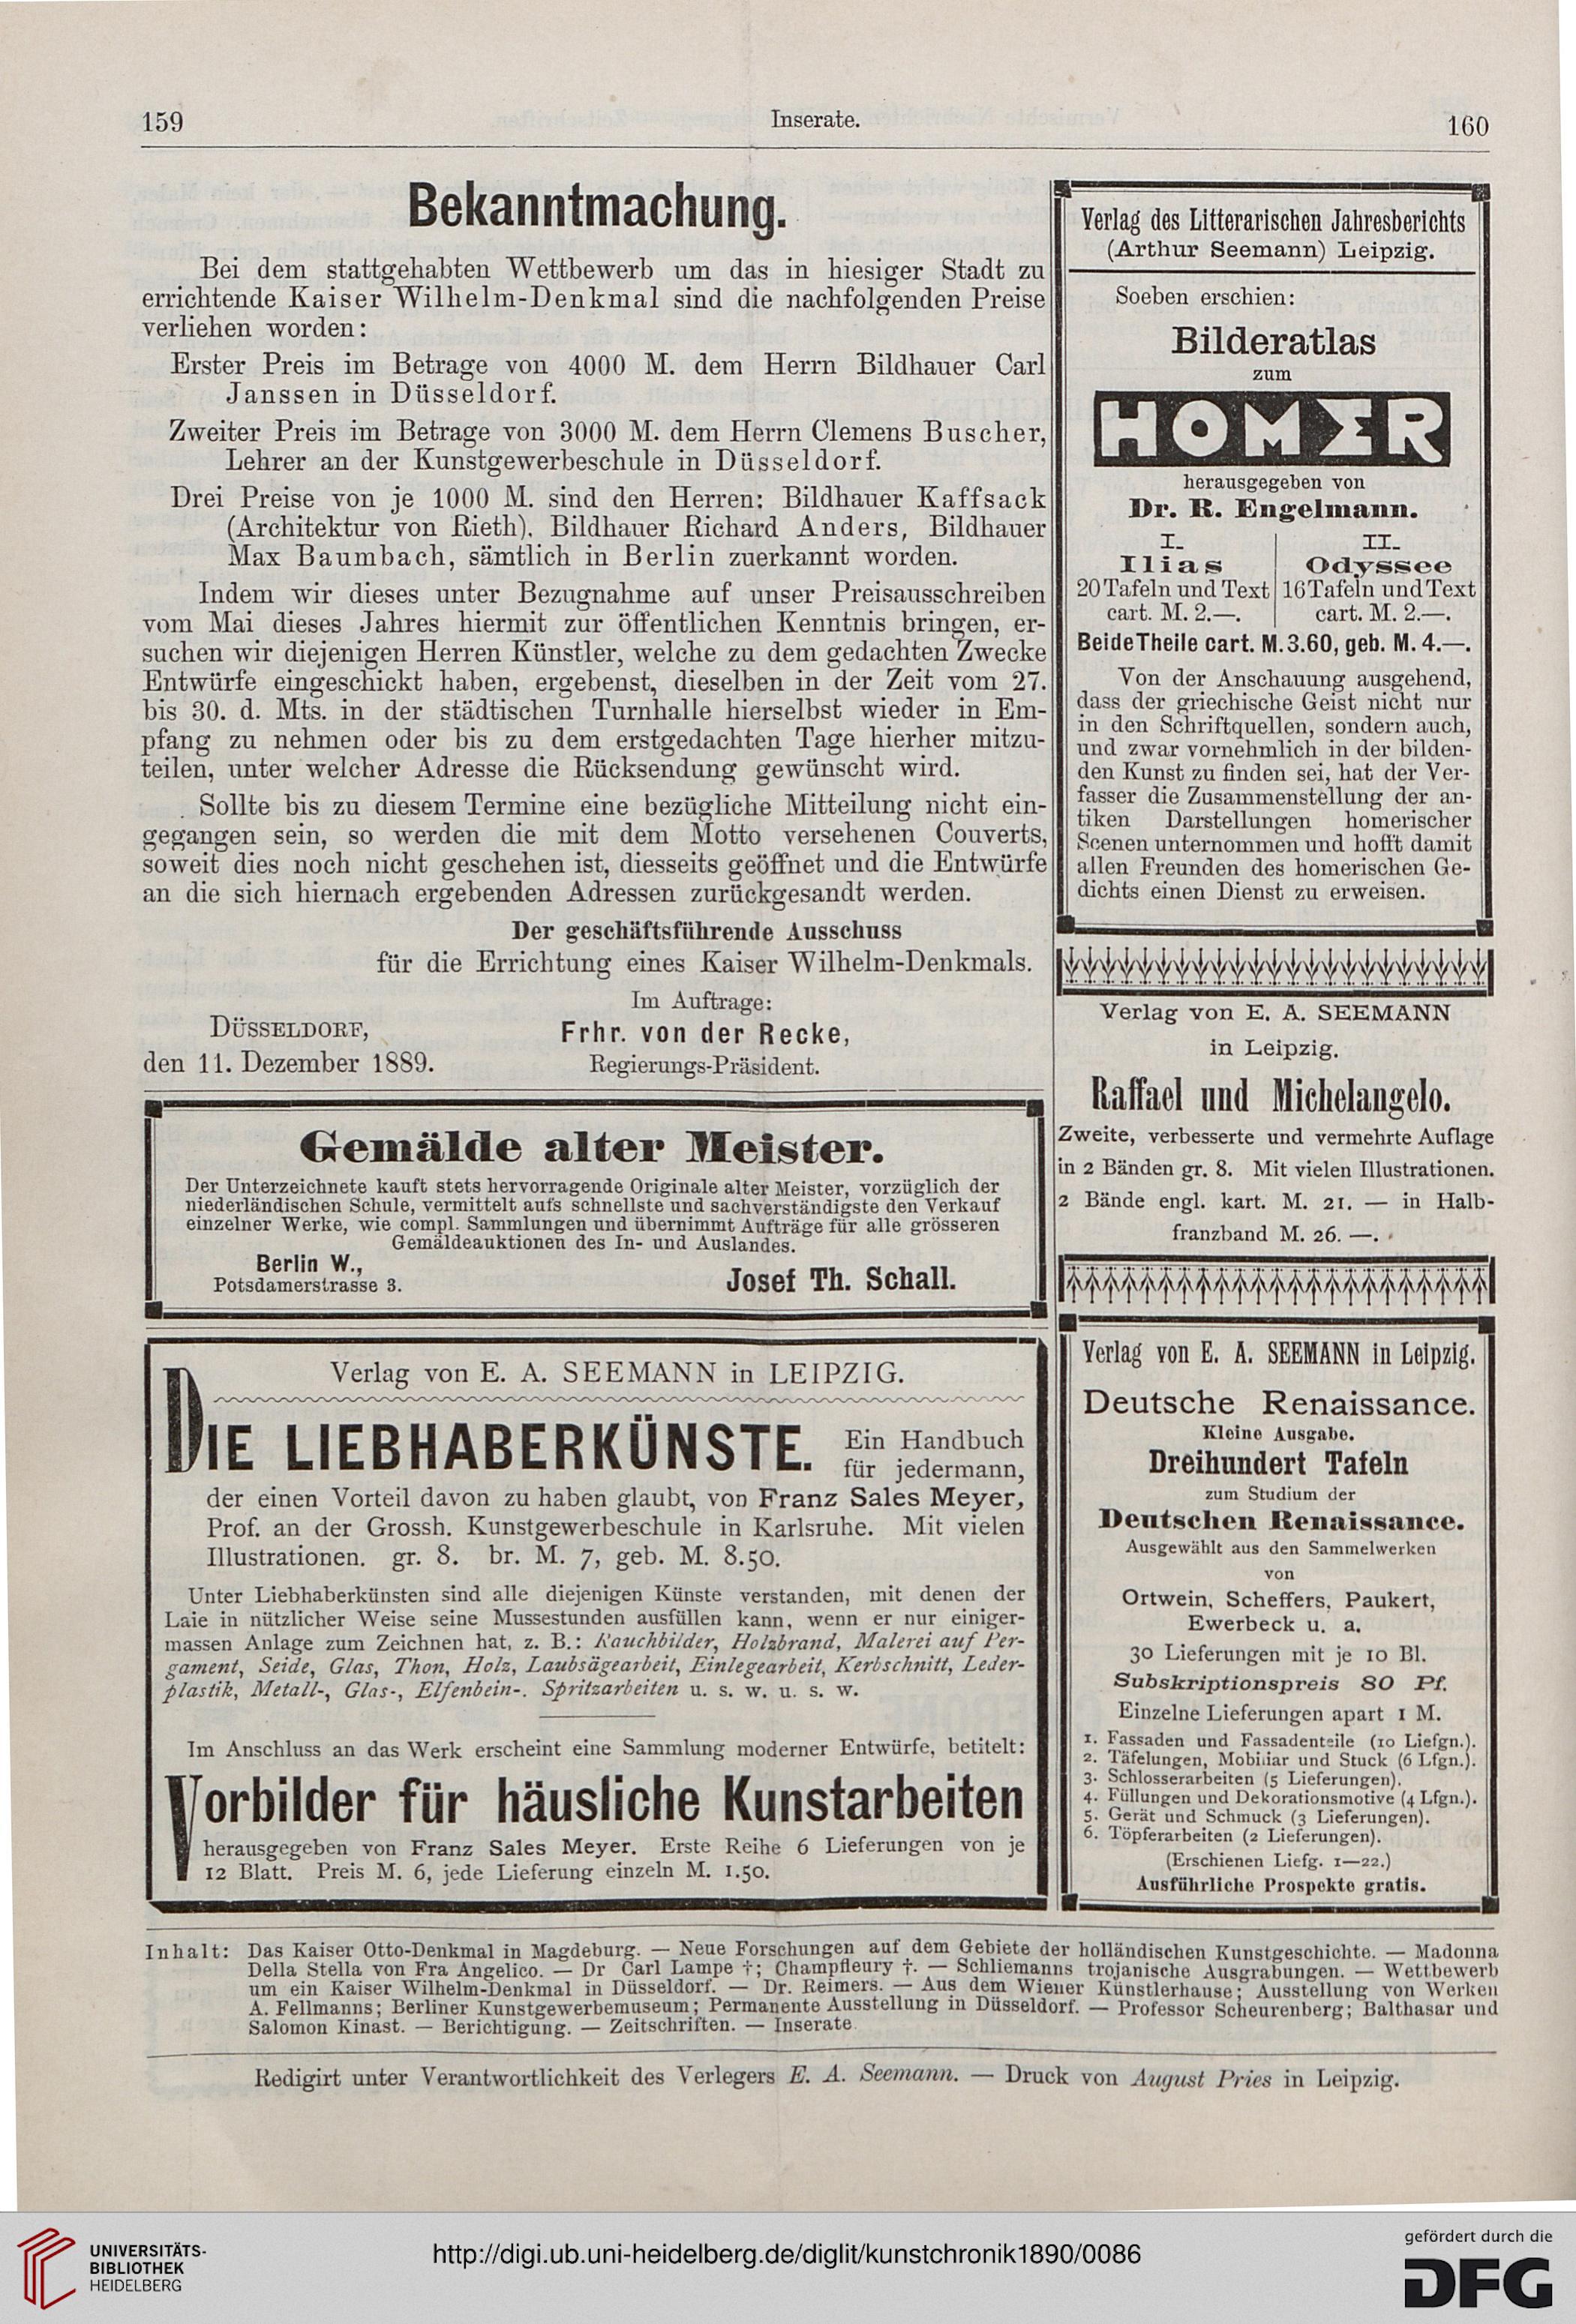 159
Inserate.
160
Bekanntmachung.
Bei dem stattgehabten Wettbewerb um das in hiesiger Stadt zu
errichtende Kaiser Wilhelm-Denkmal sind die nachfolgenden Preise
verliehen worden:
Erster Preis im Betrage von 4000 M. dem Herrn Bildhauer Carl
Janssen in Düsseldorf.
Zweiter Preis im Betrage von 3000 M. dem Herrn Clemens Buscher,
Lehrer an der Kunstgewerbeschule in Düsseldorf.
Drei Preise von je 1000 M. sind den Herren: Bildhauer Kaffsack
(Architektur von Rieth), Bildhauer Richard Anders, Bildhauer
Max Baumbach, sämtlich in Berlin zuerkannt worden.
Indem wir dieses unter Bezugnahme auf unser Preisausschreiben
vom Mai dieses Jahres hiermit zur öffentlichen Kenntnis bringen, er-
suchen wir diejenigen Herren Künstler, welche zu dem gedachten Zwecke
Entwürfe eingeschickt haben, ergebenst, dieselben in der Zeit vom 27.
bis 30. d. Mts. in der städtischen Turnhalle hierselbst wieder in Em-
pfang zu nehmen oder bis zu dem erstgedachten Tage hierher mitzu-
teilen, unter welcher Adresse die Rücksendung gewünscht wird.
Sollte bis zu diesem Termine eine bezügliche Mitteilung nicht ein-
gegangen sein, so werden die mit dem Motto versehenen Couverts,
soweit dies noch nicht geschehen ist, diesseits geöffnet und die Entwürfe
an die sich hiernach ergebenden Adressen zurückgesandt werden.
Der geschäftsführende Ausschuss
für die Errichtung eines Kaiser Wilhelm-Denkmals.
Im Auftrage:
DÜSSELDORF,
Frhr. von der Recke,
den 11. Dezember 1889.
Regierungs-Präsident.
Gemälde alter Meister.
Der Unterzeichnete kauft stets hervorragende Originale alter Meister, vorzüglich der
niederländischen Schule, vermittelt aufs schnellste und sachverständigste den Verkauf
einzelner Werke, wie compl. Sammlungen und übernimmt Aufträge für alle grösseren
Gemäldeauktionen des In- und Auslandes.
Berlin W.,
Potsdamerstrasse 3.
Josef Th. Schall.
Verlag von E. A. SEEMANN in LEIPZIG.
DIE LIEBHABERKÜNSTE. Ein Handbuch
für jedermann,
der einen Vorteil davon zu haben glaubt, von Franz Sales Meyer,
Prof. an der Grossh. Kunstgewerbeschule in Karlsruhe. Mit vielen
Illustrationen. gr. 8. br. M. 7, geb. M. 8.50.
Unter Liebhaberkünsten sind alle diejenigen Künste verstanden, mit denen der
Laie in nützlicher Weise seine Mussestunden ausfüllen kann, wenn er nur einiger-
massen Anlage zum Zeichnen hat, z. B.: Rauchbilder, Holzbrand, Malerei auf Per-
gament, Seide, Glas, Thon, Holz, Laubsägearbeit, Einlegearbeit, Kerbschnitt, Leder-
plastik, Metall-, Glas-, Elfenbein-. Spritzarbeiten u. s. w. u. s. w.
Im Anschluss an das Werk erscheint eine Sammlung moderner Entwürfe, betitelt:
Vorbilder für häusliche Kunstarbeiten
herausgegeben von Franz Sales Meyer. Erste Reihe 6 Lieferungen von je
12 Blatt. Preis M. 6, jede Lieferung einzeln M. 1.50.
Verlag des Litterarischen Jahresberichts
(Arthur Seemann) Leipzig.
Soeben erschien:
Bilderatlas
zum
HOMER
herausgegeben von
Dr. R. Engelmann.
I. II.
Ilias Odyssee
20 Tafeln und Text 16 Tafeln und Text
cart. M. 2.—. cart. M. 2.—.
Beide Theile cart. M. 3.60, geb. M. 4.—.
Von der Anschauung ausgehend,
dass der griechische Geist nicht nur
in den Schriftquellen, sondern auch,
und zwar vornehmlich in der bilden-
den Kunst zu finden sei, hat der Ver-
fasser die Zusammenstellung der an-
tiken Darstellungen homerischer
Scenen unternommen und hofft damit
allen Freunden des homerischen Ge-
dichts einen Dienst zu erweisen.
Verlag von E. A. SEEMANN
in Leipzig.
Raffael und Michelangelo.
Zweite, verbesserte und vermehrte Auflage
in 2 Bänden gr. 8. Mit vielen Illustrationen.
2 Bände engl. kart. M. 21. — in Halb-
franzband M. 26. —.
Verlag von E. A. SEEMANN in Leipzig.
Deutsche Renaissance.
Kleine Ausgabe.
Dreihundert Tafeln
zum Studium der
Deutschen Renaissance.
Ausgewählt aus den Sammelwerken
von
Ortwein, Scheffers, Paukert,
Ewerbeck u. a.
30 Lieferungen mit je 10 Bl.
Subskriptionspreis 80 Pf.
Einzelne Lieferungen apart 1 M.
1. Fassaden und Fassadenteile (10 Liefgn.).
2. Täfelungen, Mobiliar und Stuck (6 Lfgn.).
3. Schlosserarbeiten (5 Lieferungen).
4. Füllungen und Dekorationsmotive (4 Lfgn.).
5. Gerät und Schmuck (3 Lieferungen).
6. Töpferarbeiten (2 Lieferungen).
(Erschienen Liefg. 1—22.)
Ausführliche Prospekte gratis.
Inhalt: Das Kaiser Otto-Denkmal in Magdeburg. — Neue Forschungen auf dem Gebiete der holländischen Kunstgeschichte. — Madonna
Della Stella von Fra Angelico. — Dr Carl Lampe †; Champfleury †. — Schliemanns trojanische Ausgrabungen. — Wettbewerb
um ein Kaiser Wilhelm-Denkmal in Düsseldorf. — Dr. Reimers. — Aus dem Wiener Künstlerhause; Ausstellung von Werken
A. Fellmanns; Berliner Kunstgewerbemuseum; Permanente Ausstellung in Düsseldorf. — Professor Scheurenberg; Balthasar und
Salomon Kinast. — Berichtigung. — Zeitschriften. — Inserate
Redigirt unter Verantwortlichkeit des Verlegers E. A. Seemann. — Druck von August Pries in Leipzig.
UNIVERSITÄTS-
BIBLIOTHEK
HEIDELBERG
http://digi.ub.uni-heidelberg.de/diglit/kunstchronik1890/0086
gefördert durch die
DFG